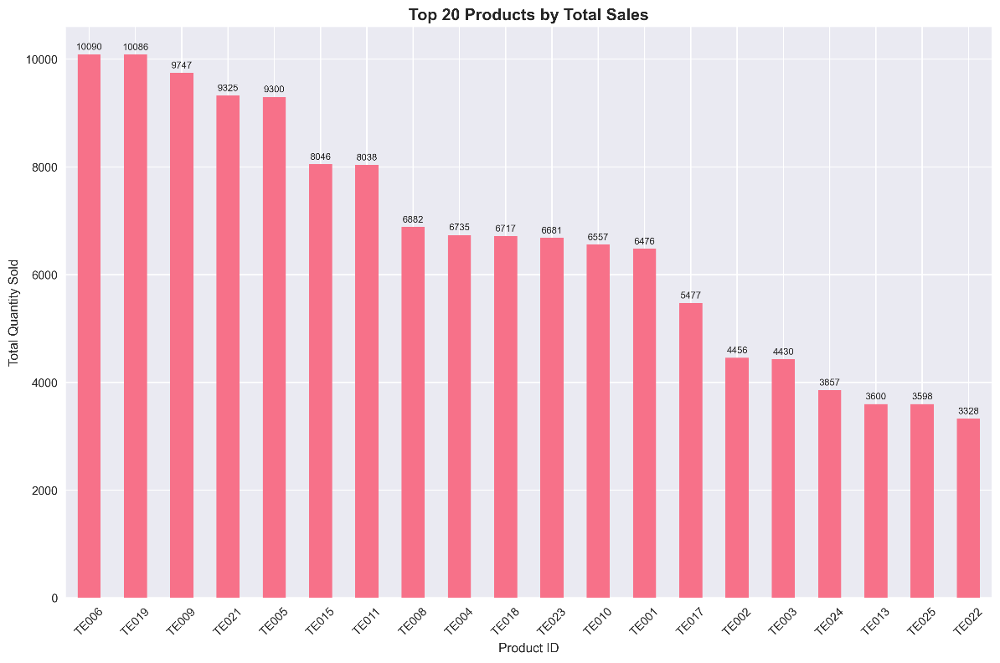 Top 20 Products by Total Sales
10090
10086
9747
9325
9300
8046
8038
6882
6735
6717
6681
6557
6476
5477
4456
4430
3857
3600
3598
3328
Total Quantity Sold
10000
8000
6000
4000
2000
0
TE006
TE019
TE009
TE021
TE005
TE015
TE011
TE008
TE004
TE018
TE023
TE010
TE001
TE017
TE002
TE003
TE024
TE013
TE025
TE022
Product ID